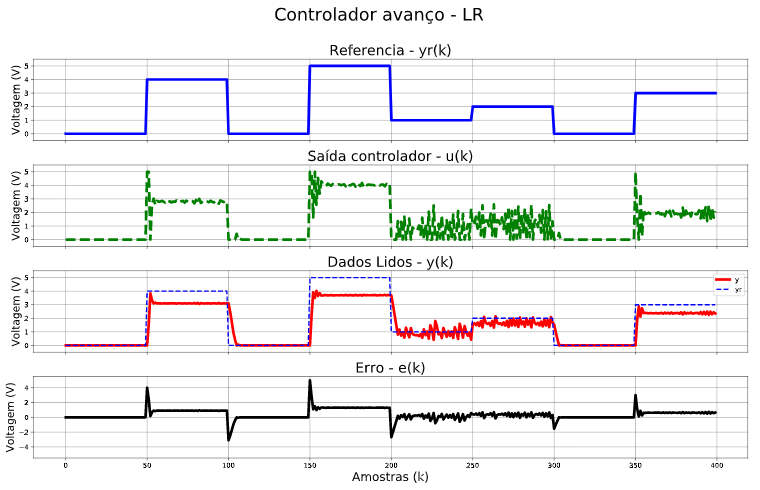 Controlador avanço - LR
Referencia - yr(k)
Voltagem (V)
5
4
3
2
1
0
Saída controlador - u(k)
Voltagem (V)
5
4
3
2
1
0
Dados Lidos - y(k)
Voltagem (V)
5
4
3
2
1
0
y
yr
Erro - e(k)
Voltagem (V)
4
2
0
−2
−4
0 50 100 150 200 250 300 350 400
Amostras (k)